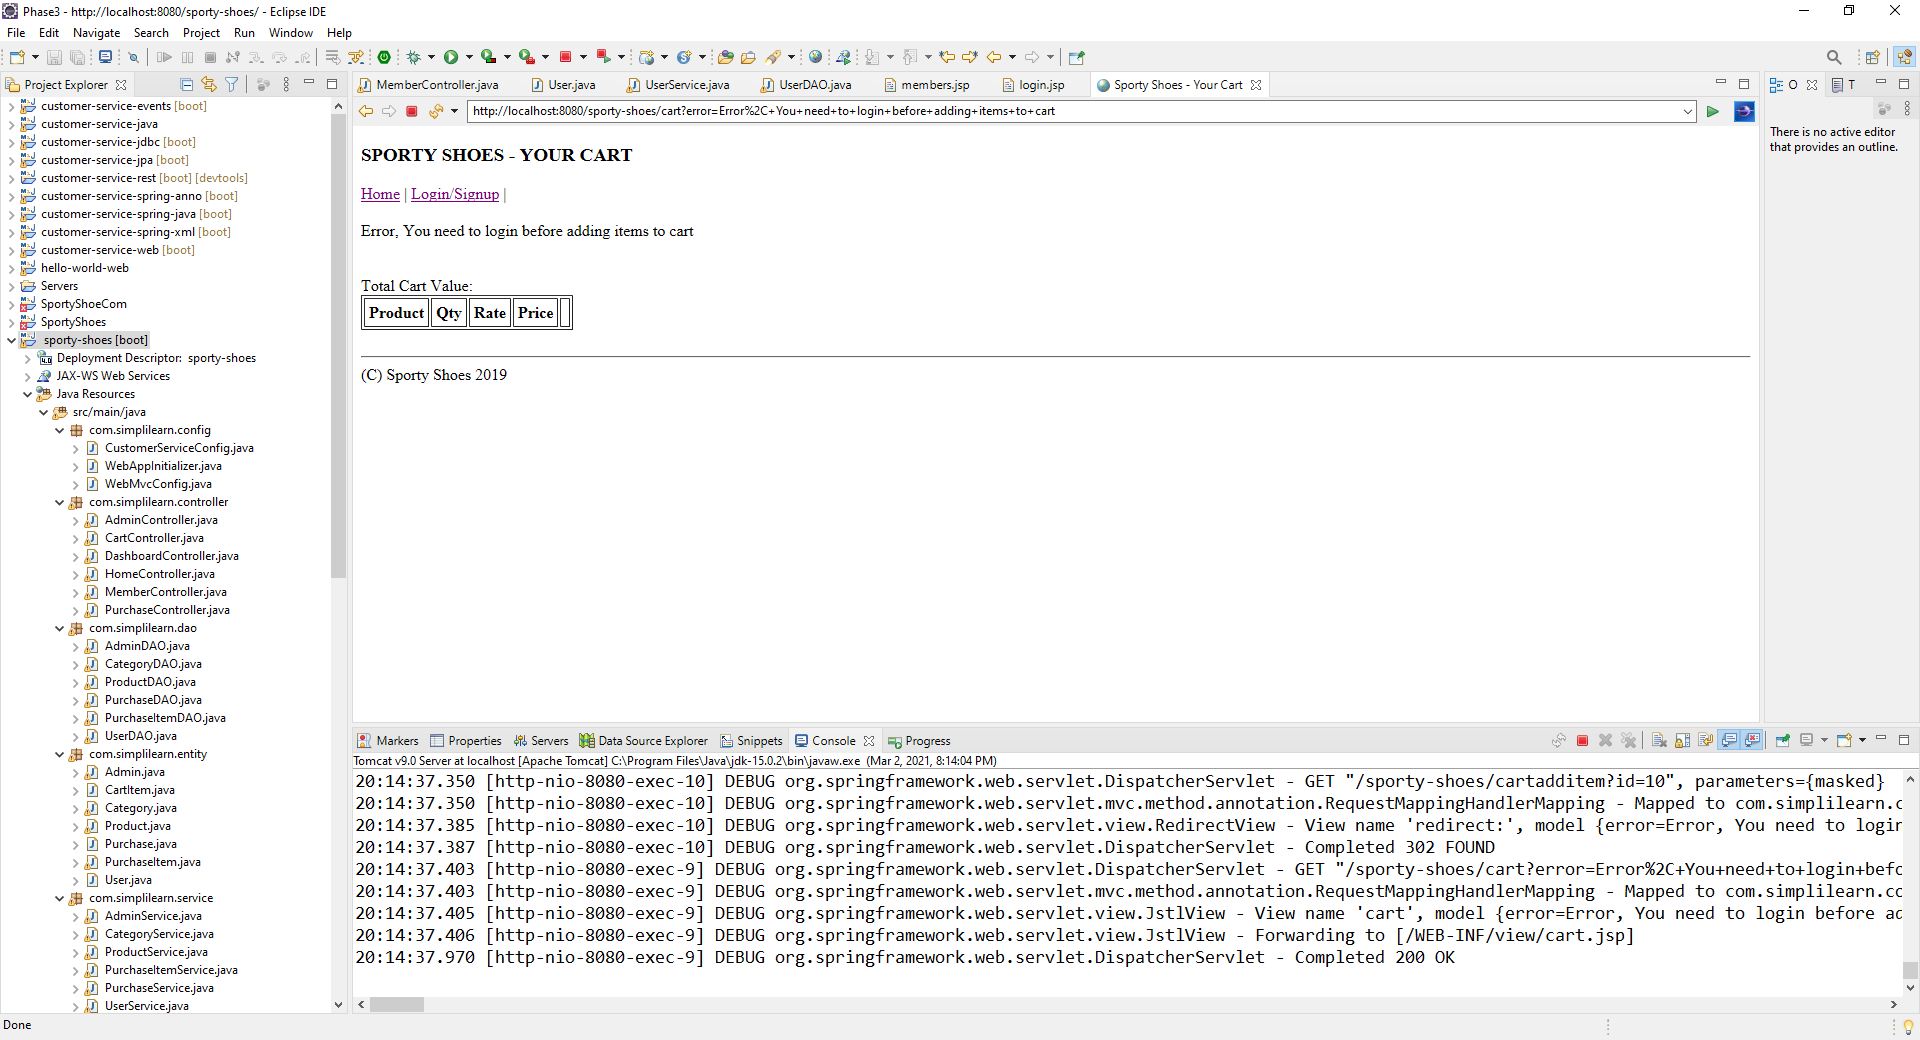 Phase3 - http://localhost:8080/sporty-shoes/ - Eclipse IDE
File Edit Navigate Search Project Run Window Help
Project Explorer
customer-service-events [boot]
customer-service-java
customer-service-jdbc [boot]
customer-service-jpa [boot]
customer-service-rest [boot] [devtools]
customer-service-spring-anno [boot]
customer-service-spring-java [boot]
customer-service-spring-xml [boot]
customer-service-web [boot]
hello-world-web
Servers
SportyShoeCom
SportyShoes
sporty-shoes [boot]
Deployment Descriptor: sporty-shoes
JAX-WS Web Services
Java Resources
src/main/java
com.simplilearn.config
CustomerServiceConfig.java
WebAppInitializer.java
WebMvcConfig.java
com.simplilearn.controller
AdminController.java
CartController.java
DashboardController.java
HomeController.java
MemberController.java
PurchaseController.java
com.simplilearn.dao
AdminDAO.java
CategoryDAO.java
ProductDAO.java
PurchaseDAO.java
PurchaseItemDAO.java
UserDAO.java
com.simplilearn.entity
Admin.java
CartItem.java
Category.java
Product.java
Purchase.java
PurchaseItem.java
User.java
com.simplilearn.service
AdminService.java
CategoryService.java
ProductService.java
PurchaseItemService.java
PurchaseService.java
UserService.java
MemberController.java User.java UserService.java UserDAO.java members.jsp login.jsp Sporty Shoes - Your Cart
http://localhost:8080/sporty-shoes/cart?error=Error%2C+You+need+to+login+before+adding+items+to+cart
SPORTY SHOES - YOUR CART
Home | Login/Signup |
Error, You need to login before adding items to cart
Total Cart Value:
Product Qty Rate Price
(C) Sporty Shoes 2019
O T
There is no active editor
that provides an outline.
Markers Properties Servers Data Source Explorer Snippets Console Progress
Tomcat v9.0 Server at localhost [Apache Tomcat] C:\Program Files\Java\jdk-15.0.2\bin\javaw.exe (Mar 2, 2021, 8:14:04 PM)
20:14:37.350 [http-nio-8080-exec-10] DEBUG org.springframework.web.servlet.DispatcherServlet - GET "/sporty-shoes/cartadditem?id=10", parameters={masked}
20:14:37.350 [http-nio-8080-exec-10] DEBUG org.springframework.web.servlet.mvc.method.annotation.RequestMappingHandlerMapping - Mapped to com.simplilearn.c
20:14:37.385 [http-nio-8080-exec-10] DEBUG org.springframework.web.servlet.view.RedirectView - View name 'redirect:', model {error=Error, You need to login
20:14:37.387 [http-nio-8080-exec-10] DEBUG org.springframework.web.servlet.DispatcherServlet - Completed 302 FOUND
20:14:37.403 [http-nio-8080-exec-9] DEBUG org.springframework.web.servlet.DispatcherServlet - GET "/sporty-shoes/cart?error=Error%2C+You+need+to+login+befo
20:14:37.403 [http-nio-8080-exec-9] DEBUG org.springframework.web.servlet.mvc.method.annotation.RequestMappingHandlerMapping - Mapped to com.simplilearn.co
20:14:37.405 [http-nio-8080-exec-9] DEBUG org.springframework.web.servlet.view.JstlView - View name 'cart', model {error=Error, You need to login before ad
20:14:37.406 [http-nio-8080-exec-9] DEBUG org.springframework.web.servlet.view.JstlView - Forwarding to [/WEB-INF/view/cart.jsp]
20:14:37.970 [http-nio-8080-exec-9] DEBUG org.springframework.web.servlet.DispatcherServlet - Completed 200 OK
Done